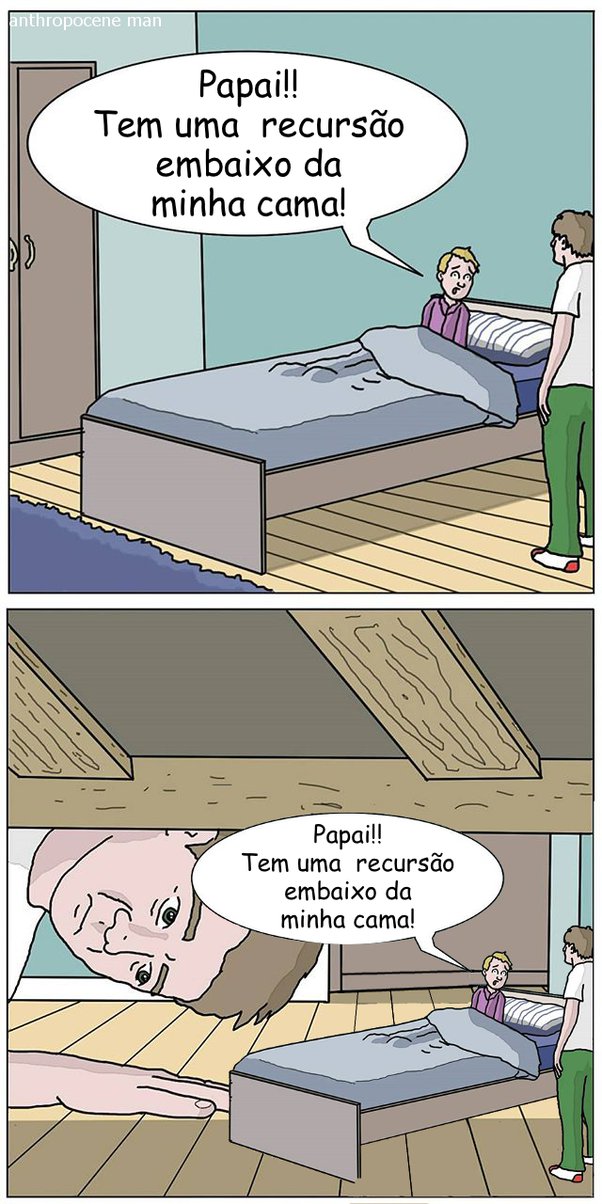 anthropocene man
Papai!!
Tem uma recursão
embaixo da
minha cama!
Papai!!
Tem uma recursão
embaixo da
minha cama!